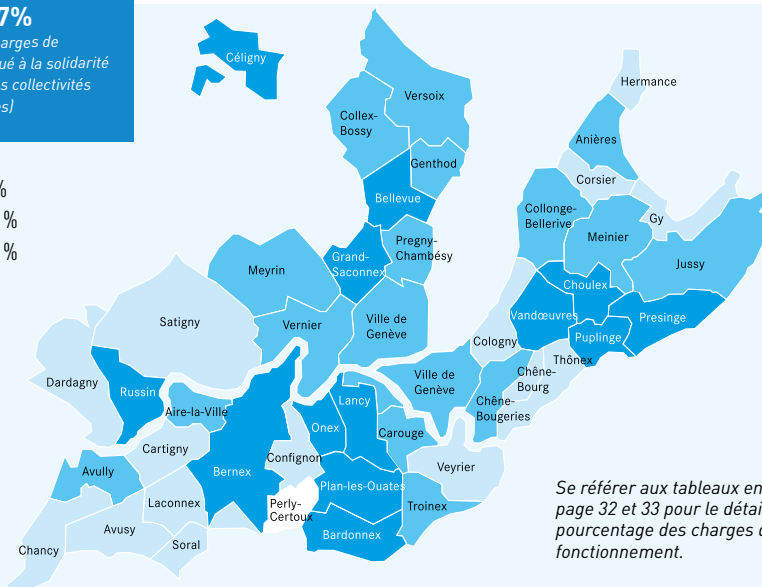 7%
arges de
ué à la solidarité
s collectivités
s)
%
%
%
Céligny
Versoix
Collex-
Bossy
Genthod
Bellevue
Hermance
Anières
Corsier
Collonge-
Bellerive
Gy
Meinier
Jussy
Pregny-
Chambésy
Grand-
Saconnex
Meyrin
Choulex
Satigny
Vernier
Ville de
Genève
Vandœuvres
Presinge
Puplinge
Cologny
Thônex
Chêne-
Bourg
Chêne-
Bougeries
Ville de
Genève
Dardagny
Russin
Aire-la-Ville
Lancy
Onex
Carouge
Cartigny
Confignon
Veyrier
Avully
Bernex
Plan-les-Ouates
Laconnex
Perly-
Certoux
Troinex
Avusy
Bardonnex
Soral
Chancy
Se référer aux tableaux en
page 32 et 33 pour le détai
pourcentage des charges d
fonctionnement.